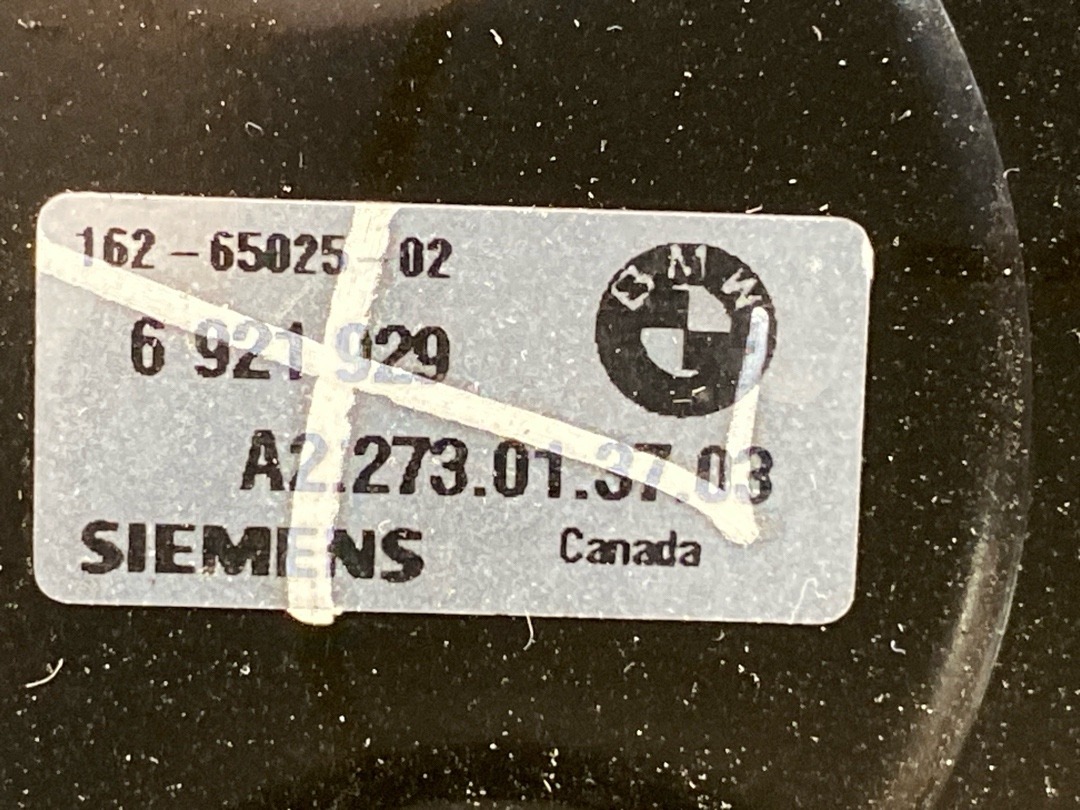 162-65025-02
6 921 929
BMW
A2.273.01.37.03
SIEMENS
Canada